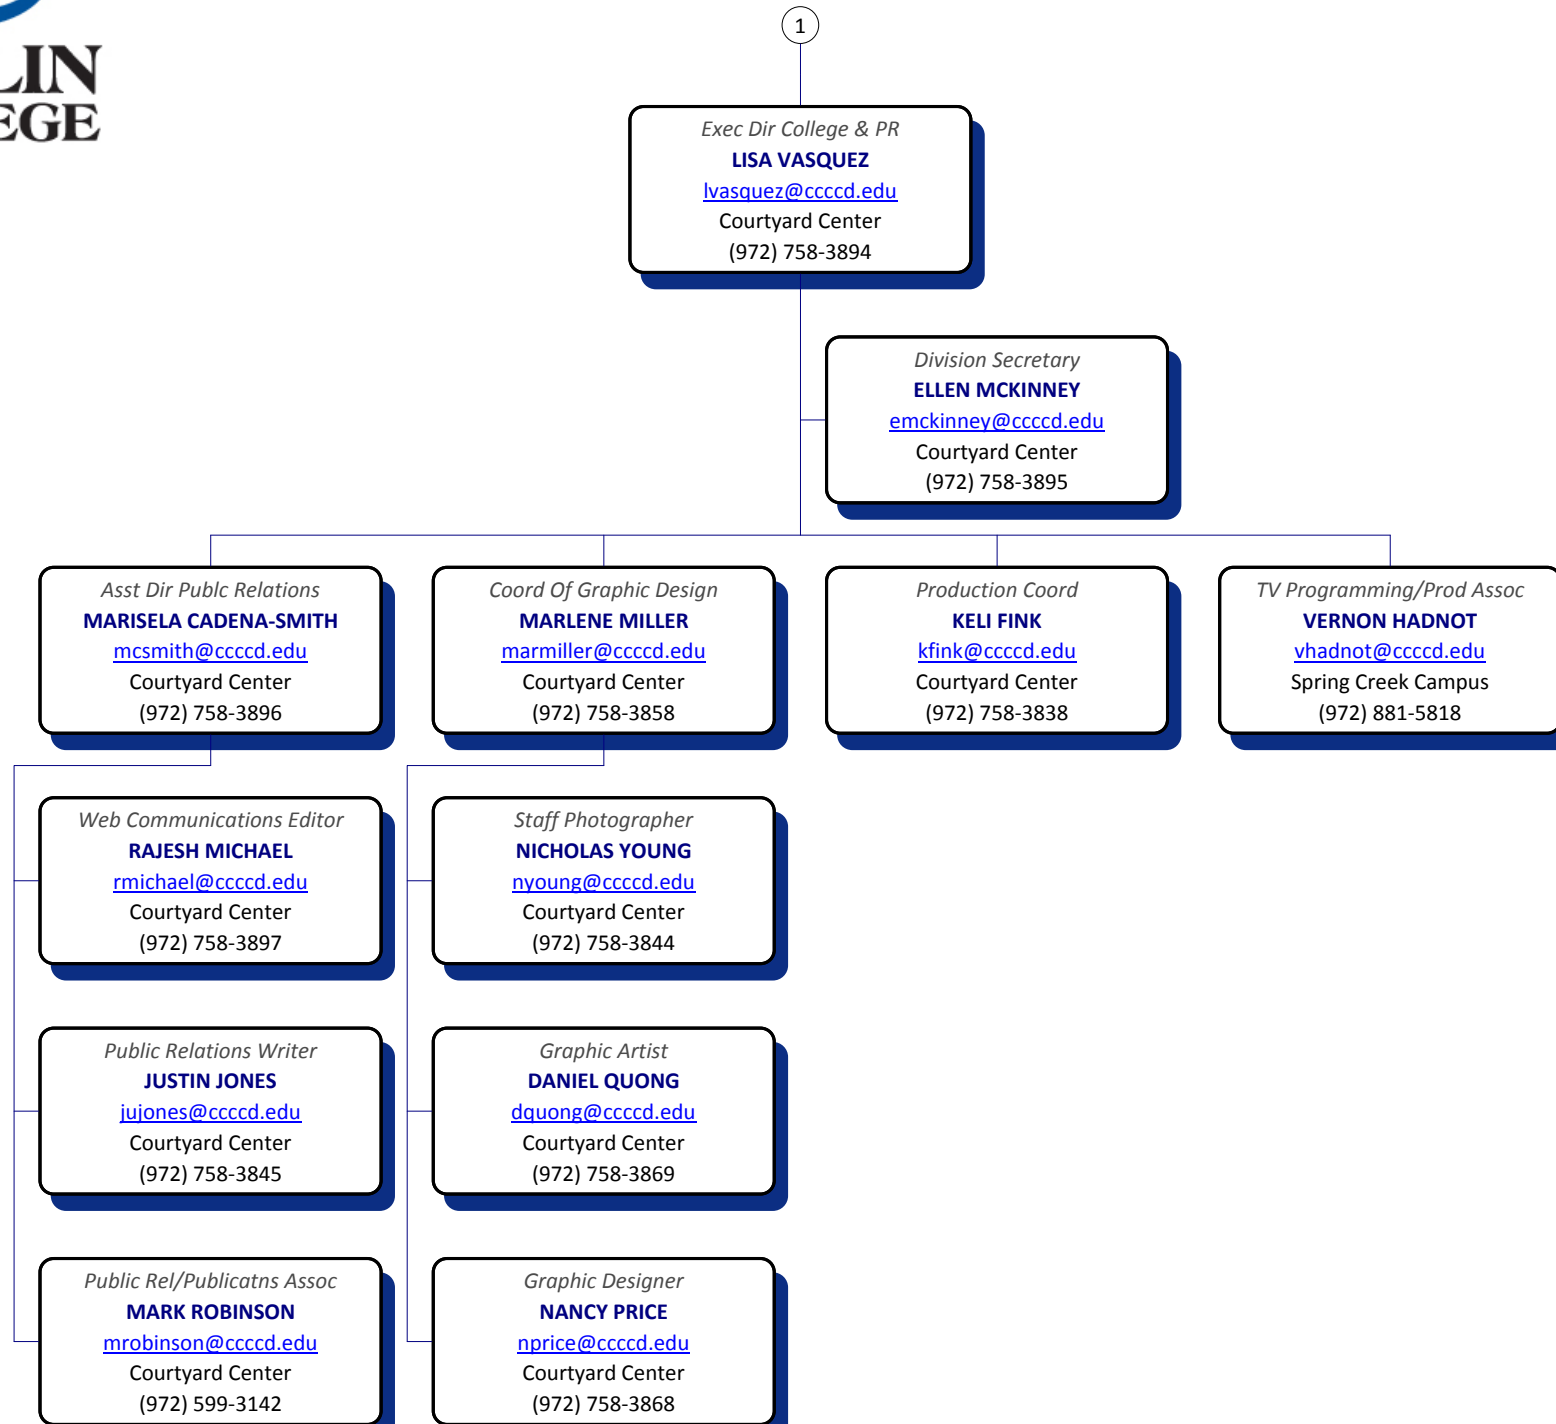 LIN
EGE
1
Exec Dir College & PR
LISA VASQUEZ
lvasquez@ccccd.edu
Courtyard Center
(972) 758-3894
Division Secretary
ELLEN MCKINNEY
emckinney@ccccd.edu
Courtyard Center
(972) 758-3895
Asst Dir Publc Relations
MARISELA CADENA-SMITH
mcsmith@ccccd.edu
Courtyard Center
(972) 758-3896
Coord Of Graphic Design
MARLENE MILLER
marmiller@ccccd.edu
Courtyard Center
(972) 758-3858
Production Coord
KELI FINK
kfink@ccccd.edu
Courtyard Center
(972) 758-3838
TV Programming/Prod Assoc
VERNON HADNOT
vhadnot@ccccd.edu
Spring Creek Campus
(972) 881-5818
Web Communications Editor
RAJESH MICHAEL
rmichael@ccccd.edu
Courtyard Center
(972) 758-3897
Staff Photographer
NICHOLAS YOUNG
nyoung@ccccd.edu
Courtyard Center
(972) 758-3844
Public Relations Writer
JUSTIN JONES
jujones@ccccd.edu
Courtyard Center
(972) 758-3845
Graphic Artist
DANIEL QUONG
dquong@ccccd.edu
Courtyard Center
(972) 758-3869
Public Rel/Publicatns Assoc
MARK ROBINSON
mrobinson@ccccd.edu
Courtyard Center
(972) 599-3142
Graphic Designer
NANCY PRICE
nprice@ccccd.edu
Courtyard Center
(972) 758-3868